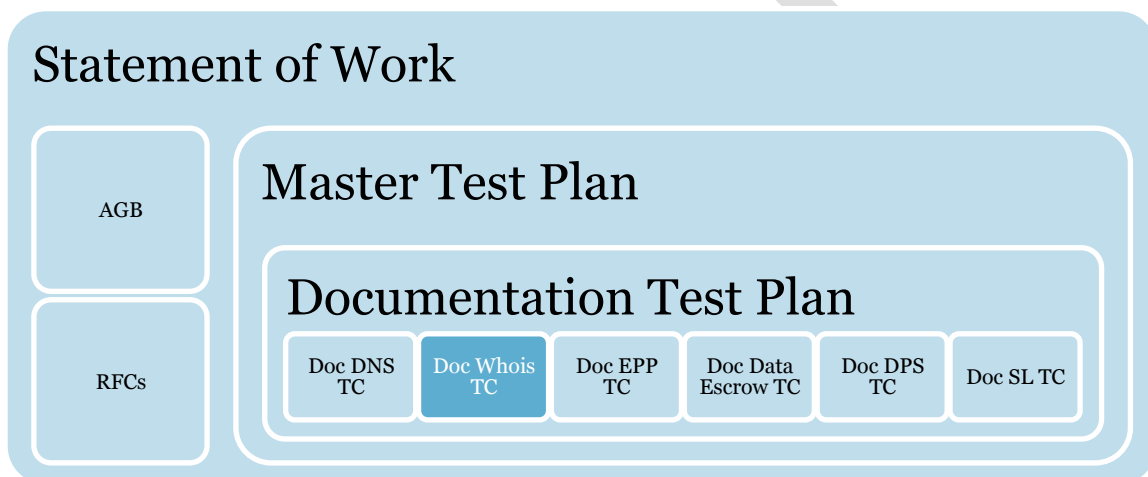 Statement of Work
AGB
RFCs
Master Test Plan
Documentation Test Plan
Doc DNS
TC
Doc Whois
TC
Doc EPP
TC
Doc Data
Escrow TC
Doc DPS
TC
Doc SL TC